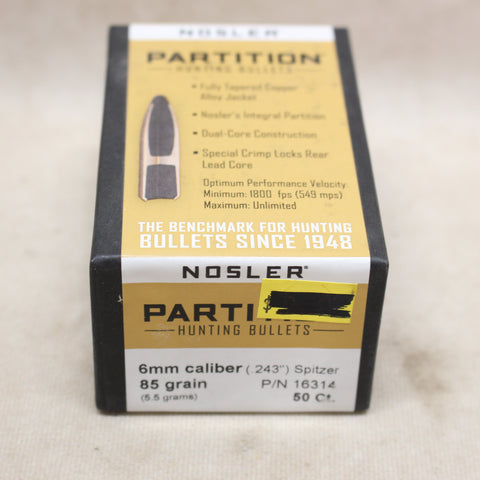 NOSLER
PARTITION®
HUNTING BULLETS
• Fully Tapered Copper
Alloy Jacket
• Nosler's Integral Partition
• Dual-Core Construction
• Special Crimp Locks Rear
Lead Core
Optimum Performance Velocity:
Minimum: 1800 fps (549 mps)
Maximum: Unlimited
THE BENCHMARK FOR HUNTING
BULLETS SINCE 1948
NOSLER®
PARTITI
HUNTING BULLETS
6mm caliber (.243") Spitzer
85 grain P/N 16314
(5.5 grams) 50 Ct.